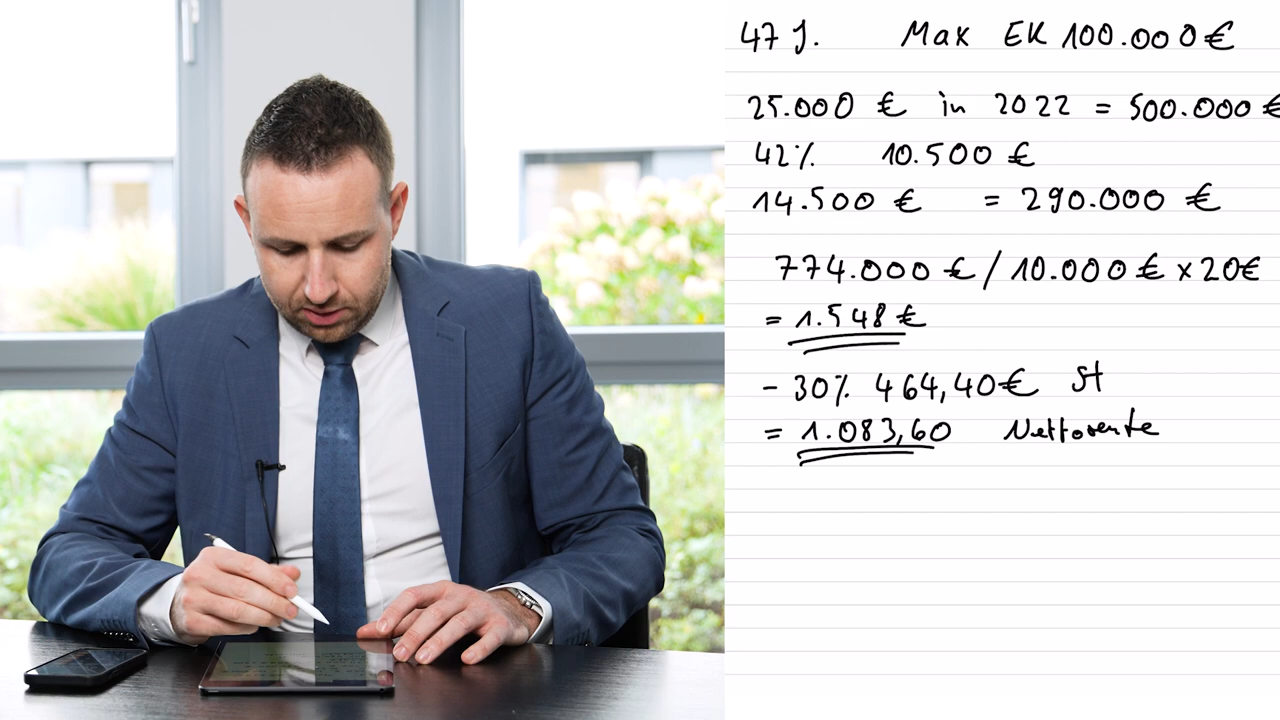 47 J. Max EK 100.000 €
25.000 € in 2022 = 500.000 €
42% 10.500 €
14.500 € = 290.000 €
774.000 € / 10.000 € x 20€
= 1.548 €
- 30% 464,40 € St
= 1.083,60 Nettorente